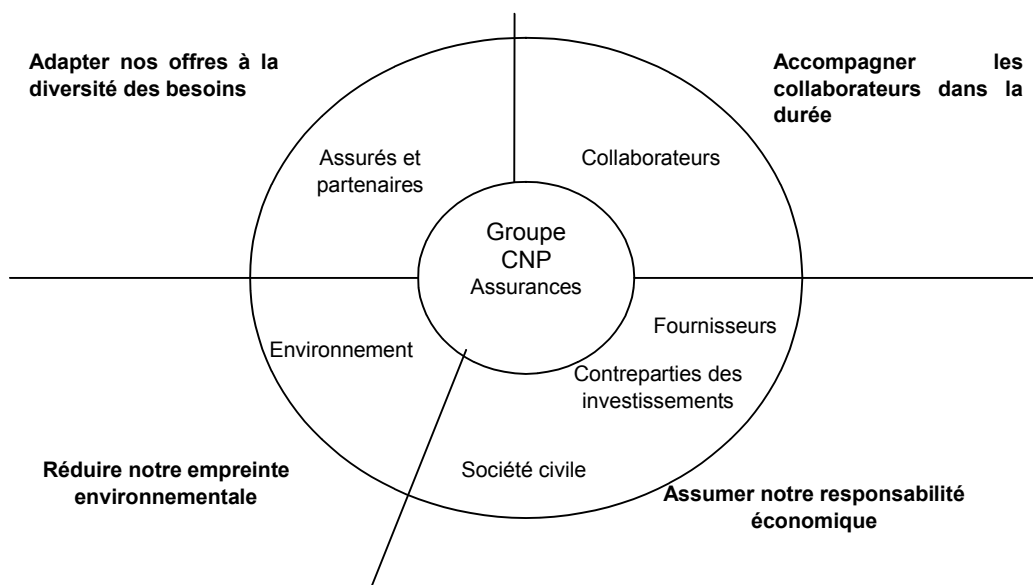 Adapter nos offres à la
diversité des besoins
Accompagner les
collaborateurs dans la
durée
Assurés et
partenaires
Collaborateurs
Groupe
CNP
Assurances
Environnement
Fournisseurs
Contreparties des
investissements
Société civile
Réduire notre empreinte
environnementale
Assumer notre responsabilité
économique